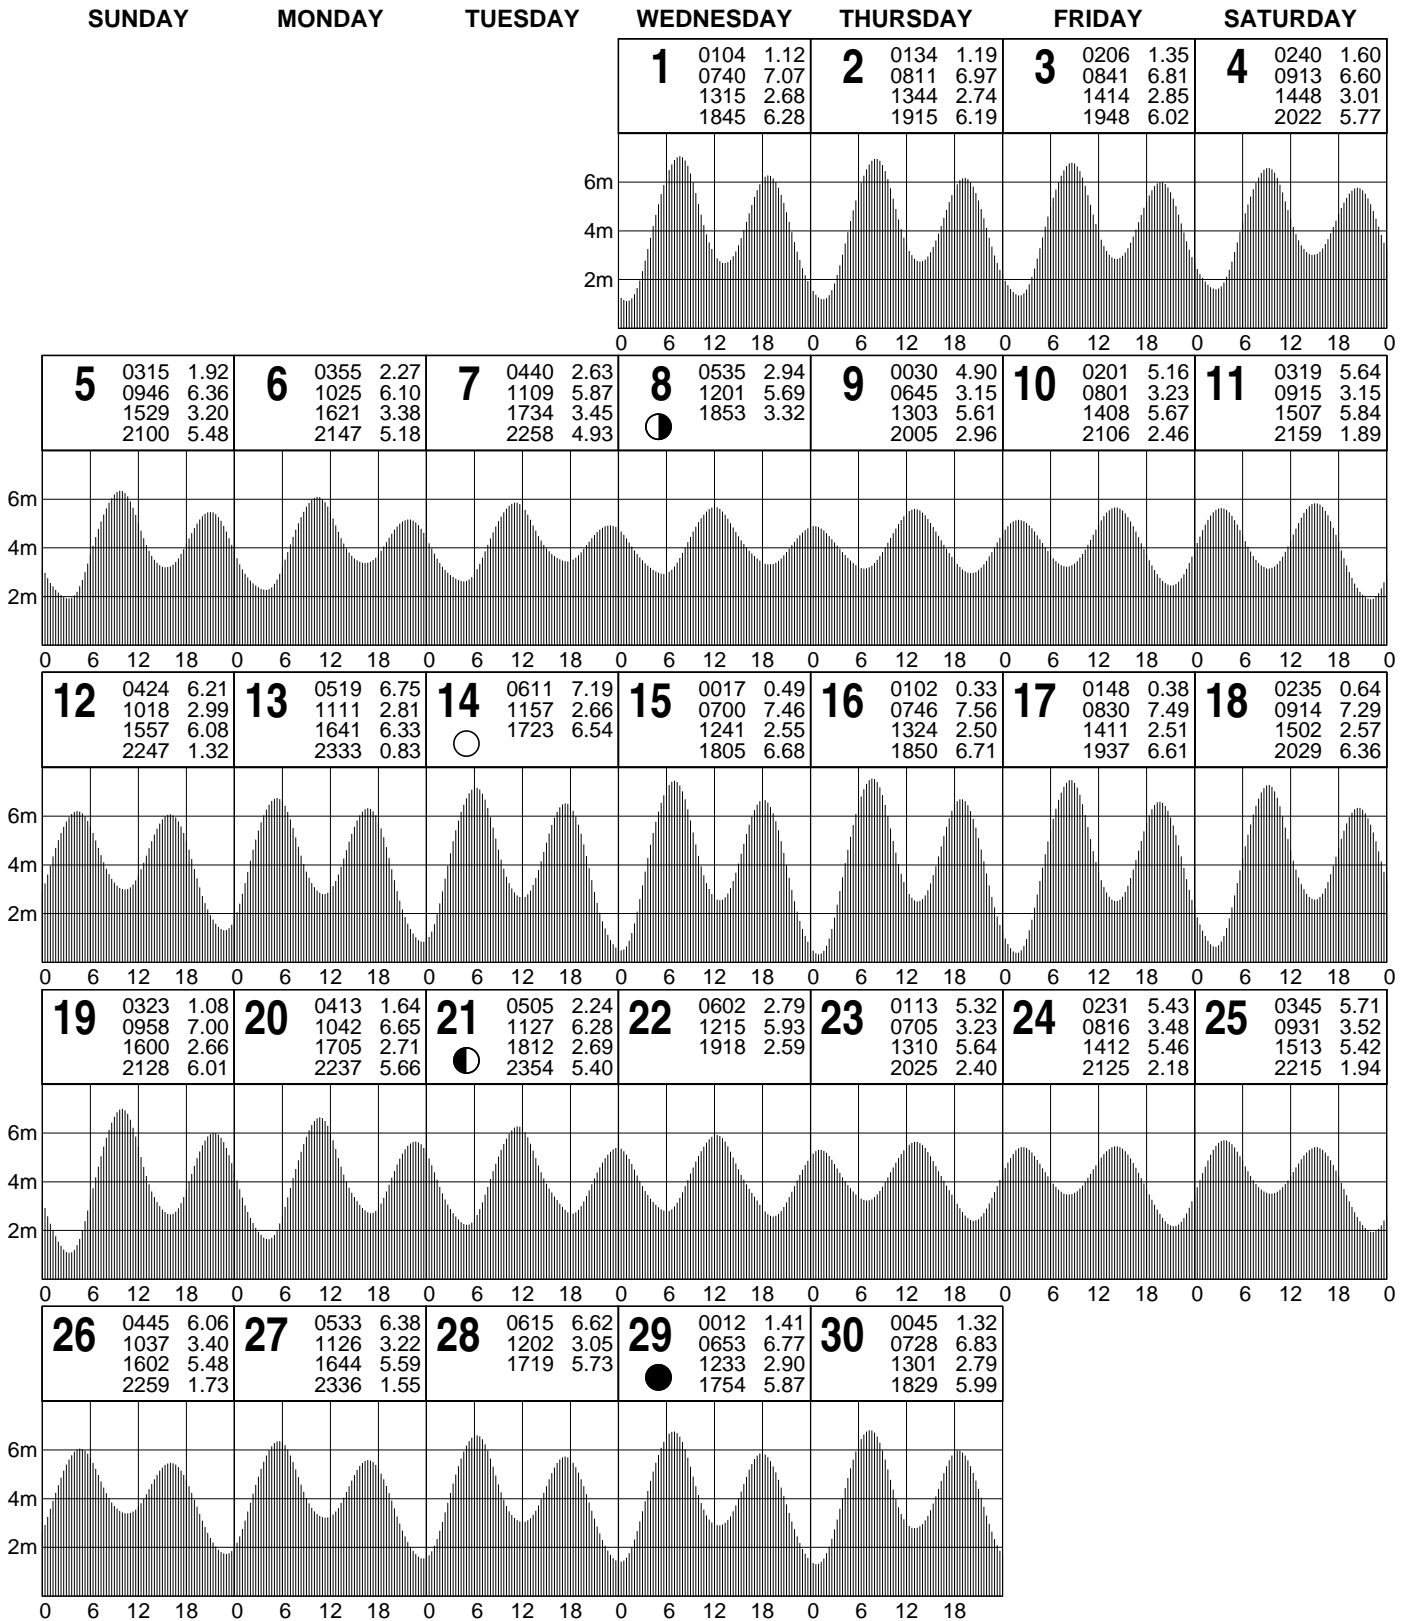 SUNDAY MONDAY TUESDAY WEDNESDAY THURSDAY FRIDAY SATURDAY
1 0104 1.12 2 0134 1.19 3 0206 1.35 4 0240 1.60
0740 7.07 0811 6.97 0841 6.81 0913 6.60
1315 2.68 1344 2.74 1414 2.85 1448 3.01
1845 6.28 1915 6.19 1948 6.02 2022 5.77
6m
4m
2m
0 6 12 18 0 6 12 18 0 6 12 18 0 6 12 18 0
5 0315 1.92 6 0355 2.27 7 0440 2.63 8 0535 2.94 9 0030 4.90 10 0201 5.16 11 0319 5.64
0946 6.36 1025 6.10 1109 5.87 1201 5.69 0645 3.15 0801 3.23 0915 3.15
1529 3.20 1621 3.38 1734 3.45 1853 3.32 1303 5.61 1408 5.67 1507 5.84
2100 5.48 2147 5.18 2258 4.93 2005 2.96 2106 2.46 2159 1.89
6m
4m
2m
0 6 12 18 0 6 12 18 0 6 12 18 0 6 12 18 0 6 12 18 0 6 12 18 0 6 12 18 0
12 0424 6.21 13 0519 6.75 14 0611 7.19 15 0017 0.49 16 0102 0.33 17 0148 0.38 18 0235 0.64
1018 2.99 1111 2.81 1157 2.66 0700 7.46 0746 7.56 0830 7.49 0914 7.29
1557 6.08 1641 6.33 1723 6.54 1241 2.55 1324 2.50 1411 2.51 1502 2.57
2247 1.32 2333 0.83 1805 6.68 1850 6.71 1937 6.61 2029 6.36
6m
4m
2m
0 6 12 18 0 6 12 18 0 6 12 18 0 6 12 18 0 6 12 18 0 6 12 18 0 6 12 18 0
19 0323 1.08 20 0413 1.64 21 0505 2.24 22 0602 2.79 23 0113 5.32 24 0231 5.43 25 0345 5.71
0958 7.00 1042 6.65 1127 6.28 1215 5.93 0705 3.23 0816 3.48 0931 3.52
1600 2.66 1705 2.71 1812 2.69 1918 2.59 1310 5.64 1412 5.46 1513 5.42
2128 6.01 2237 5.66 2354 5.40 2025 2.40 2125 2.18 2215 1.94
6m
4m
2m
0 6 12 18 0 6 12 18 0 6 12 18 0 6 12 18 0 6 12 18 0 6 12 18 0 6 12 18 0
26 0445 6.06 27 0533 6.38 28 0615 6.62 29 0012 1.41 30 0045 1.32
1037 3.40 1126 3.22 1202 3.05 0653 6.77 0728 6.83
1602 5.48 1644 5.59 1719 5.73 1233 2.90 1301 2.79
2259 1.73 2336 1.55 1754 5.87 1829 5.99
6m
4m
2m
0 6 12 18 0 6 12 18 0 6 12 18 0 6 12 18 0 6 12 18